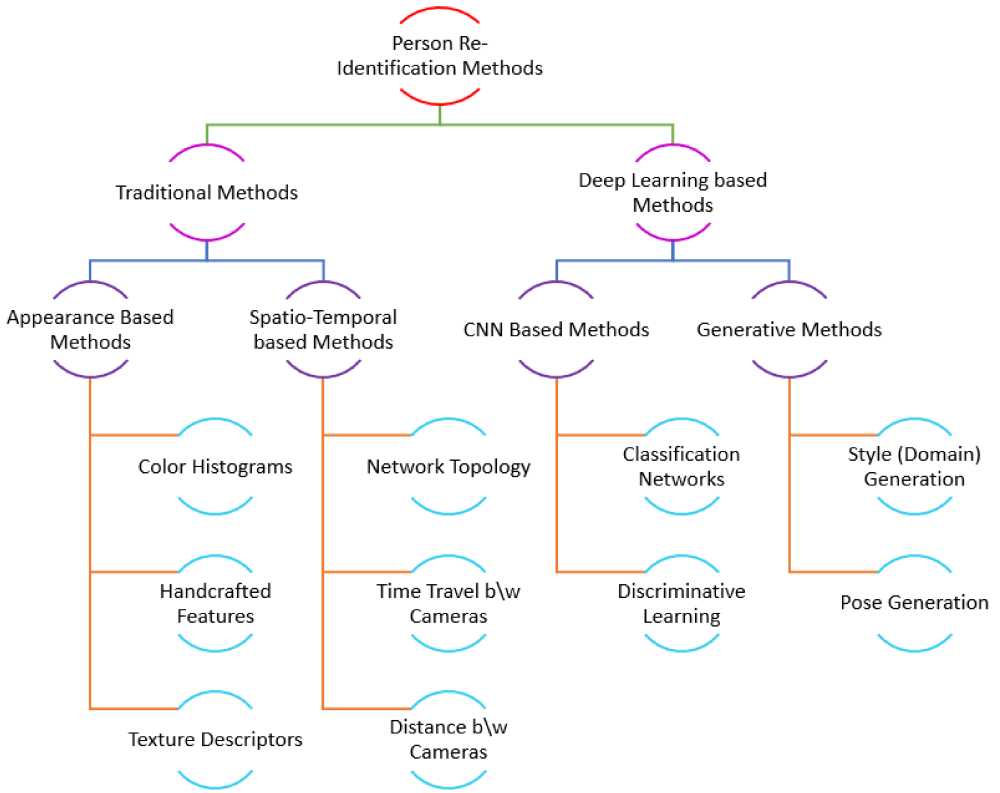 Person Re-
Identification Methods
Traditional Methods
Deep Learning based
Methods
Appearance Based
Methods
Spatio-Temporal
based Methods
CNN Based Methods
Generative Methods
Color Histograms
Network Topology
Classification
Networks
Style (Domain)
Generation
Handcrafted
Features
Time Travel b\w
Cameras
Discriminative
Learning
Pose Generation
Texture Descriptors
Distance b\w
Cameras